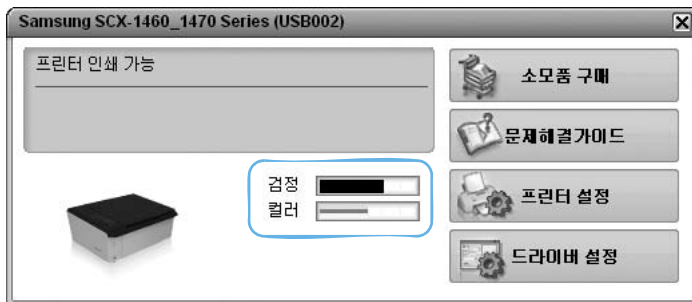 Samsung SCX-1460_1470 Series (USB002)
프린터 인쇄 가능
소모품 구매
문제해결가이드
검정
컬러
프린터 설정
드라이버 설정